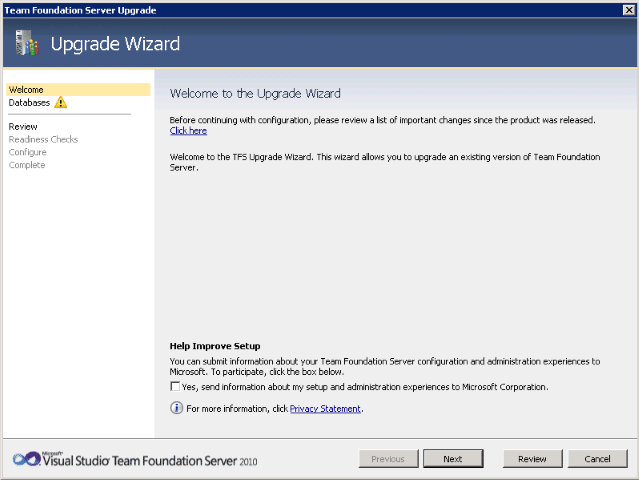 Team Foundation Server Upgrade
Upgrade Wizard
Welcome
Databases
Review
Readiness Checks
Configure
Complete
Welcome to the Upgrade Wizard
Before continuing with configuration, please review a list of important changes since the product was released.
Click here
Welcome to the TFS Upgrade Wizard. This wizard allows you to upgrade an existing version of Team Foundation
Server.
Help Improve Setup
You can submit information about your Team Foundation Server configuration and administration experiences to
Microsoft. To participate, click the box below.
Yes, send information about my setup and administration experiences to Microsoft Corporation.
For more information, click Privacy Statement.
Microsoft
Visual Studio Team Foundation Server 2010
Previous
Next
Review
Cancel